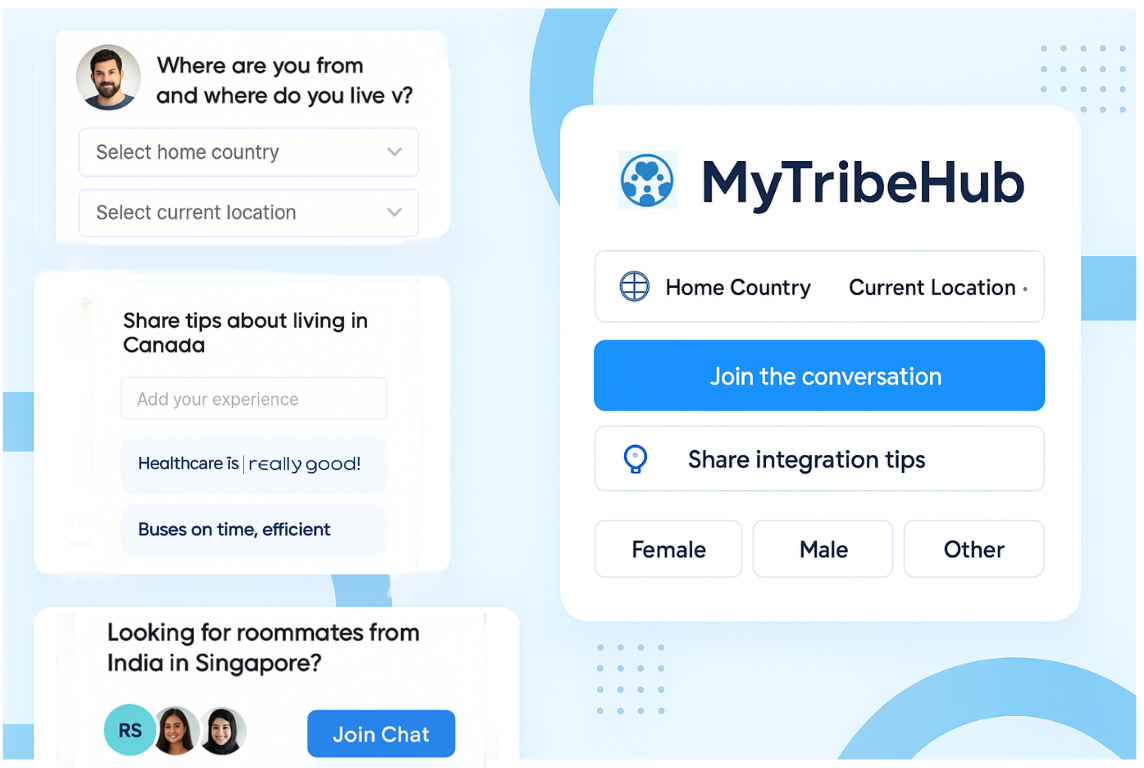 Where are you from
and where do you live v?
Select home country
Select current location
Share tips about living in
Canada
Add your experience
Healthcare is really good!
Buses on time, efficient
Looking for roommates from
India in Singapore?
RS
Join Chat
MyTribeHub
Home Country Current Location
Join the conversation
Share integration tips
Female Male Other